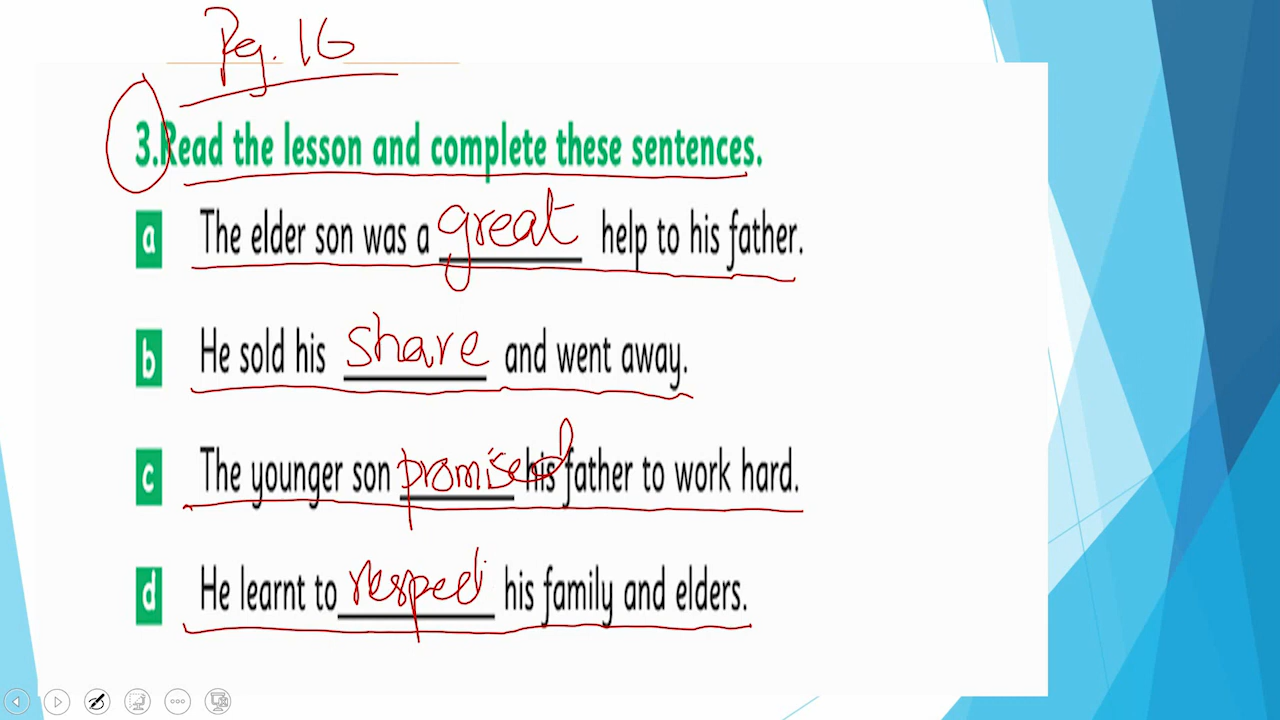 Pg. 16
3.Read the lesson and complete these sentences.
a The elder son was a great help to his father.
b He sold his share and went away.
c The younger son promised his father to work hard.
d He learnt to respect his family and elders.